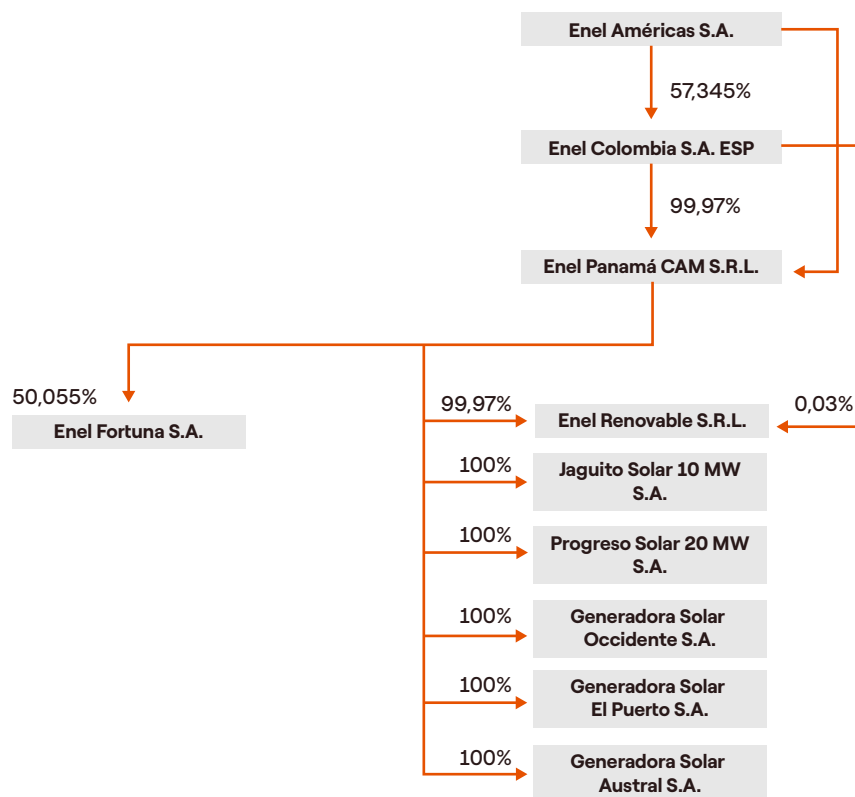 Enel Américas S.A.
57,345%
Enel Colombia S.A. ESP
99,97%
Enel Panamá CAM S.R.L.
50,055%
Enel Fortuna S.A.
99,97%
Enel Renovable S.R.L.
0,03%
100%
Jaguito Solar 10 MW
S.A.
100%
Progreso Solar 20 MW
S.A.
100%
Generadora Solar
Occidente S.A.
100%
Generadora Solar
El Puerto S.A.
100%
Generadora Solar
Austral S.A.